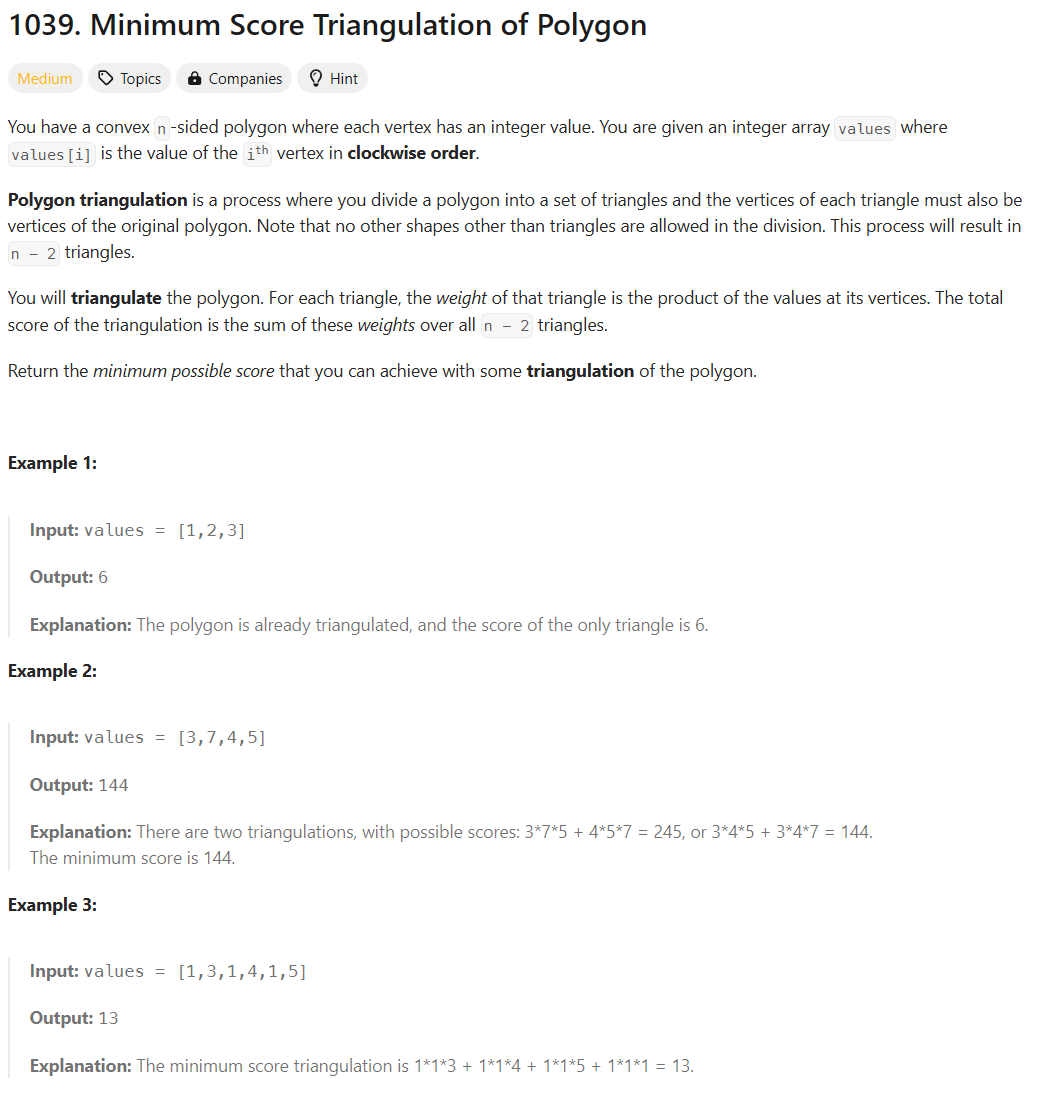 1039. Minimum Score Triangulation of Polygon
Medium Topics Companies Hint
You have a convex n-sided polygon where each vertex has an integer value. You are given an integer array values where
values[i] is the value of the ith vertex in clockwise order.
Polygon triangulation is a process where you divide a polygon into a set of triangles and the vertices of each triangle must also be
vertices of the original polygon. Note that no other shapes other than triangles are allowed in the division. This process will result in
n - 2 triangles.
You will triangulate the polygon. For each triangle, the weight of that triangle is the product of the values at its vertices. The total
score of the triangulation is the sum of these weights over all n - 2 triangles.
Return the minimum possible score that you can achieve with some triangulation of the polygon.
Example 1:
Input: values = [1,2,3]
Output: 6
Explanation: The polygon is already triangulated, and the score of the only triangle is 6.
Example 2:
Input: values = [3,7,4,5]
Output: 144
Explanation: There are two triangulations, with possible scores: 3*7*5 + 4*5*7 = 245, or 3*4*5 + 3*4*7 = 144.
The minimum score is 144.
Example 3:
Input: values = [1,3,1,4,1,5]
Output: 13
Explanation: The minimum score triangulation is 1*1*3 + 1*1*4 + 1*1*5 + 1*1*1 = 13.